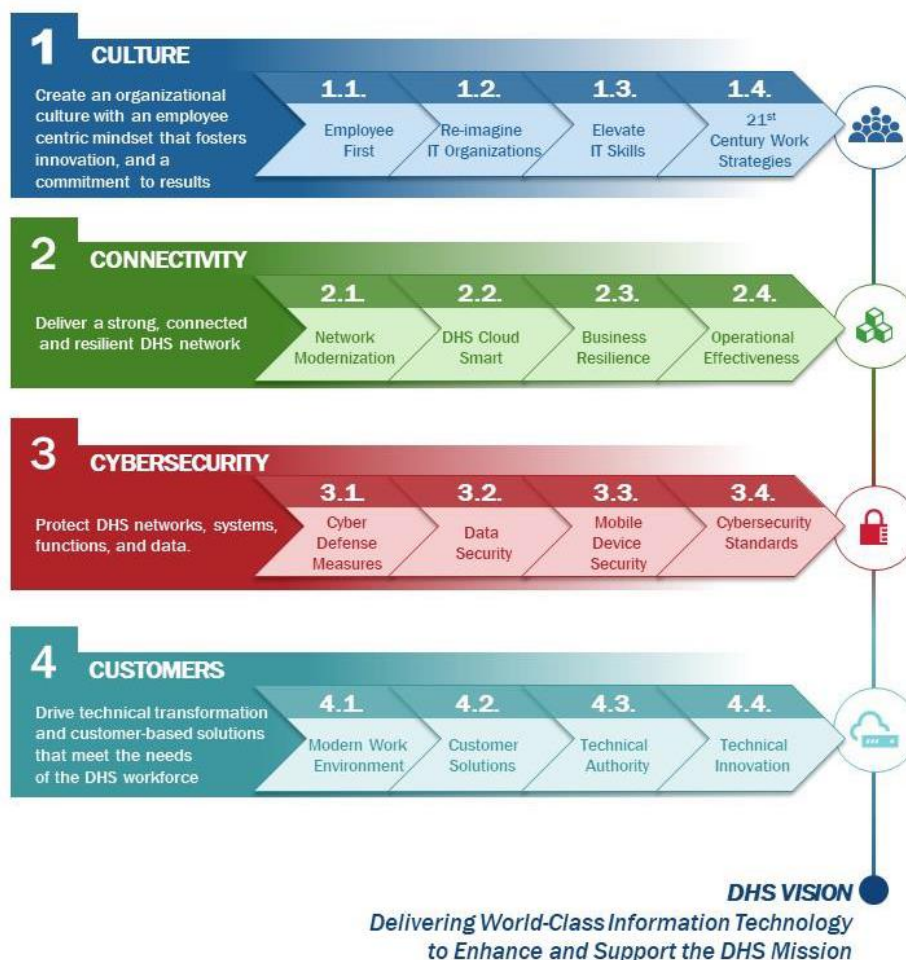 1 CULTURE
Create an organizational
culture with an employee
centric mindset that fosters
innovation, and a
commitment to results
1.1.
Employee
First
1.2.
Re-imagine
IT Organizations
1.3.
Elevate
IT Skills
1.4.
21st
Century Work
Strategies
2 CONNECTIVITY
Deliver a strong, connected
and resilient DHS network
2.1.
Network
Modernization
2.2.
DHS Cloud
Smart
2.3.
Business
Resilience
2.4.
Operational
Effectiveness
3 CYBERSECURITY
Protect DHS networks, systems,
functions, and data.
3.1.
Cyber
Defense
Measures
3.2.
Data
Security
3.3.
Mobile
Device
Security
3.4.
Cybersecurity
Standards
4 CUSTOMERS
Drive technical transformation
and customer-based solutions
that meet the needs
of the DHS workforce
4.1.
Modern Work
Environment
4.2.
Customer
Solutions
4.3.
Technical
Authority
4.4.
Technical
Innovation
DHS VISION
Delivering World-Class Information Technology
to Enhance and Support the DHS Mission